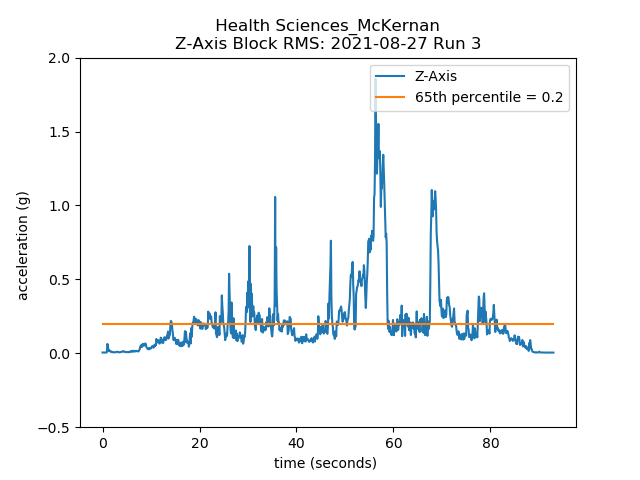 Health Sciences_McKernan
Z-Axis Block RMS: 2021-08-27 Run 3
Z-Axis
65th percentile = 0.2
2.0
1.5
1.0
0.5
0.0
−0.5
acceleration (g)
0
20
40
60
80
time (seconds)